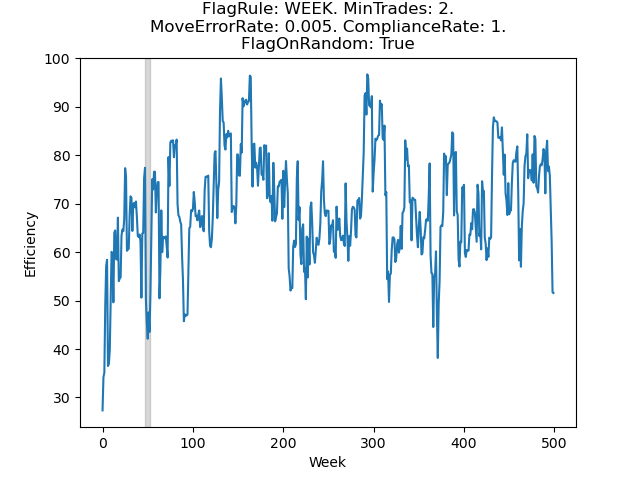 FlagRule: WEEK. MinTrades: 2.
MoveErrorRate: 0.005. ComplianceRate: 1.
FlagOnRandom: True
100
90
80
70
60
50
40
30
Efficiency
0
100
200
300
400
500
Week